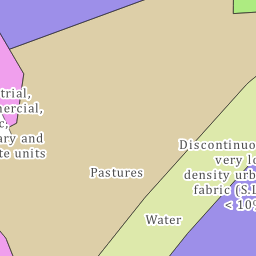 trial,
nercial,
c,
ary and
te units
Pastures
Discontinuo
very lo
density urb
fabric (S.L
< 10%
Water